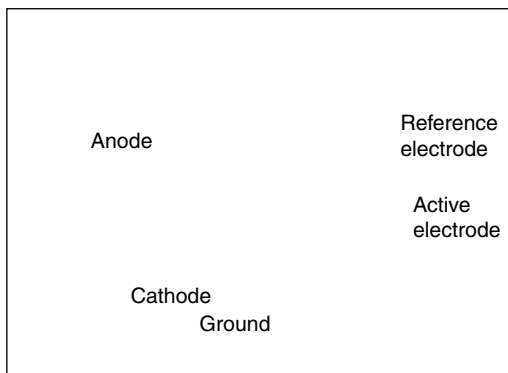 Reference
electrode
Anode
Active
electrode
Cathode
Ground